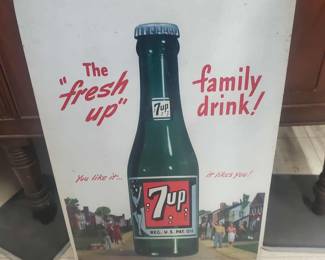 The
"fresh
up"
family
drink!
You like it...
it likes you!
7up
7up
REG. U.S. PAT. OFF.